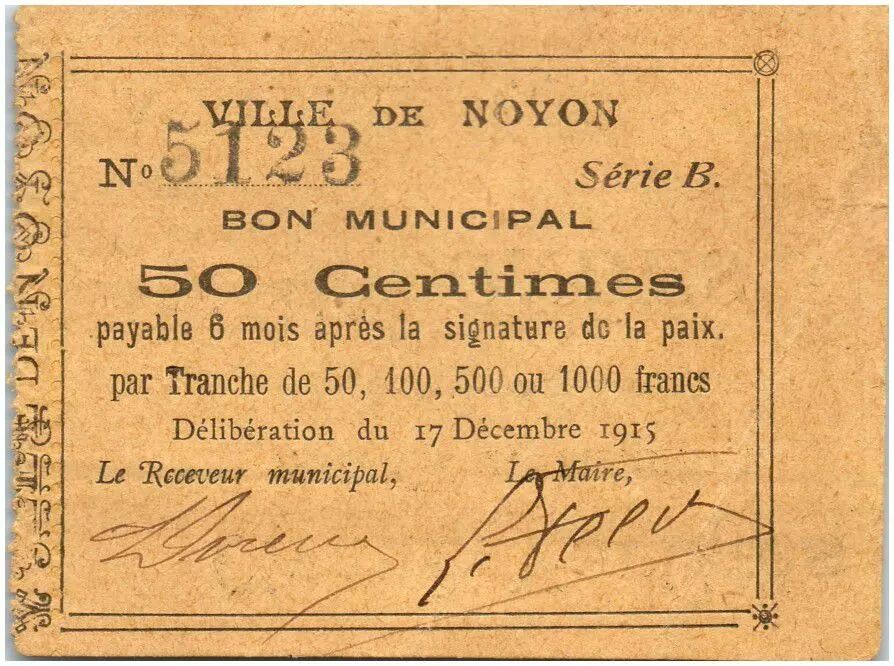 VILLE DE NOYON
No 5123
Série B.
BON MUNICIPAL
50 Centimes
payable 6 mois après la signature de la paix.
par Tranche de 50, 100, 500 ou 1000 francs
Délibération du 17 Décembre 1915
Le Receveur municipal,
Le Maire,